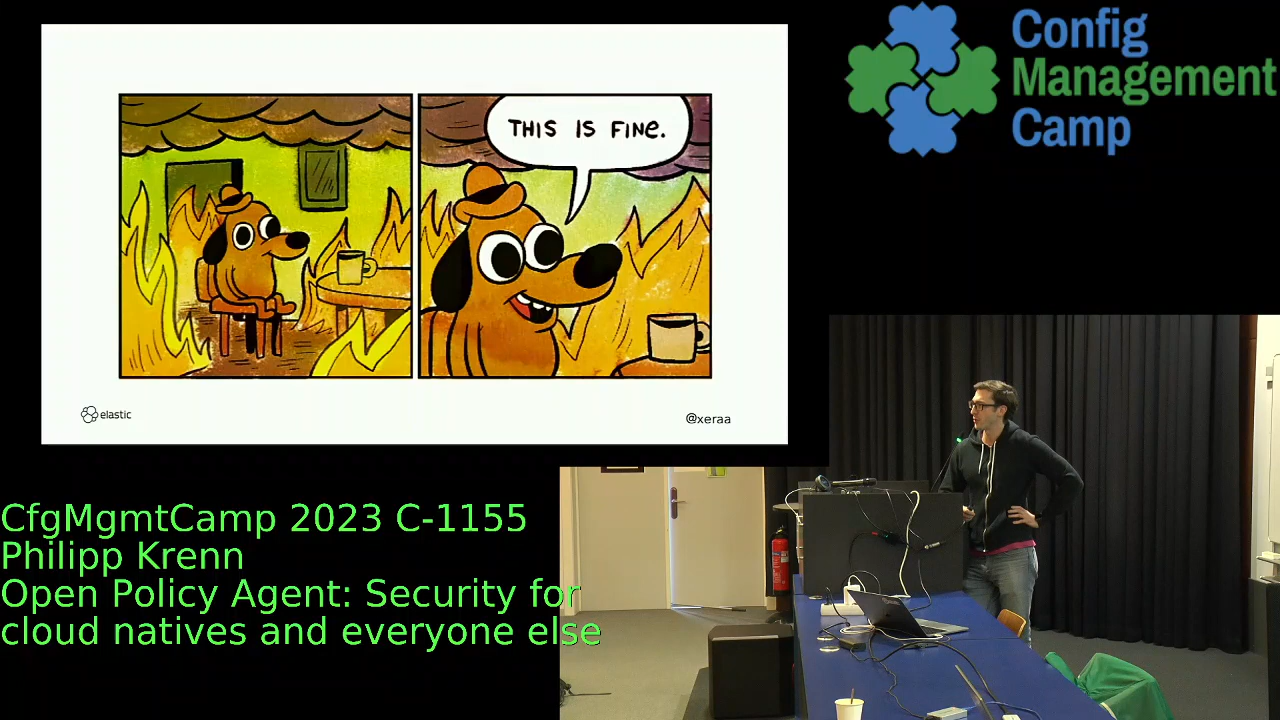 THIS IS FINE.
elastic
@xeraa
Config
Management
Camp
CfgMgmtCamp 2023 C-1155
Philipp Krenn
Open Policy Agent: Security for
cloud natives and everyone else